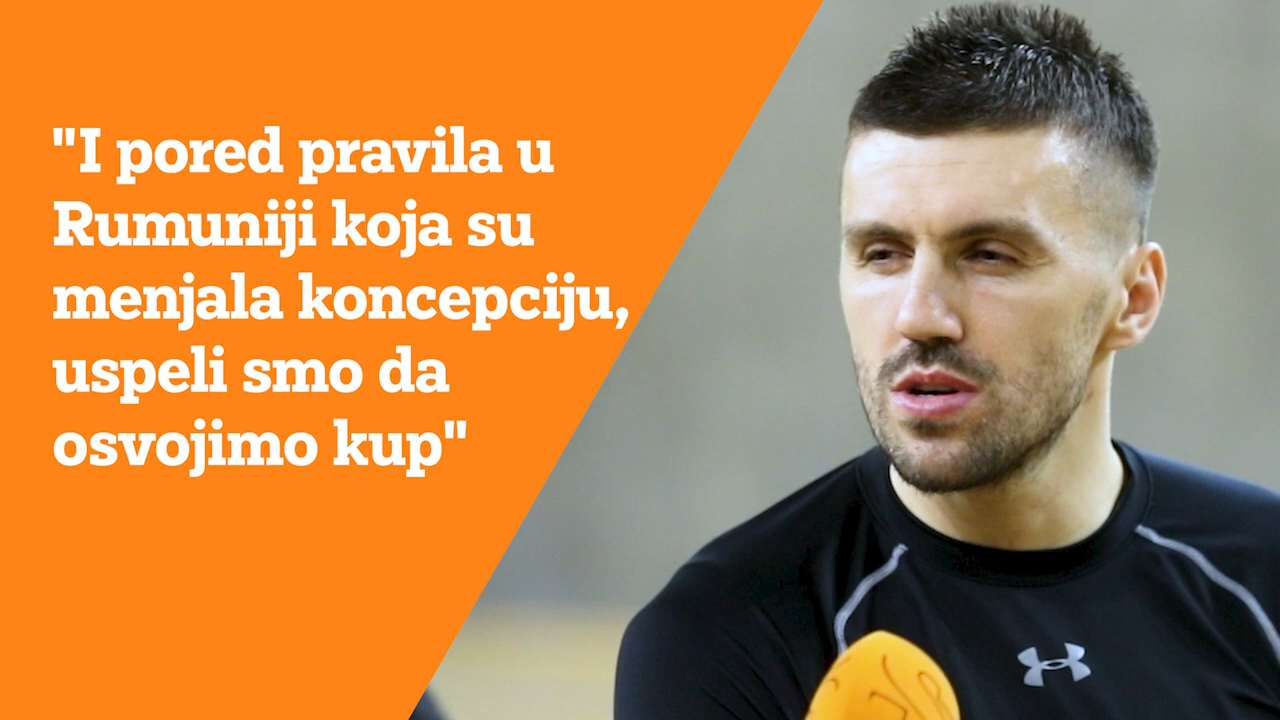 "I pored pravila u
Rumuniji koja su
menjala koncepciju,
uspeli smo da
osvojimo kup"